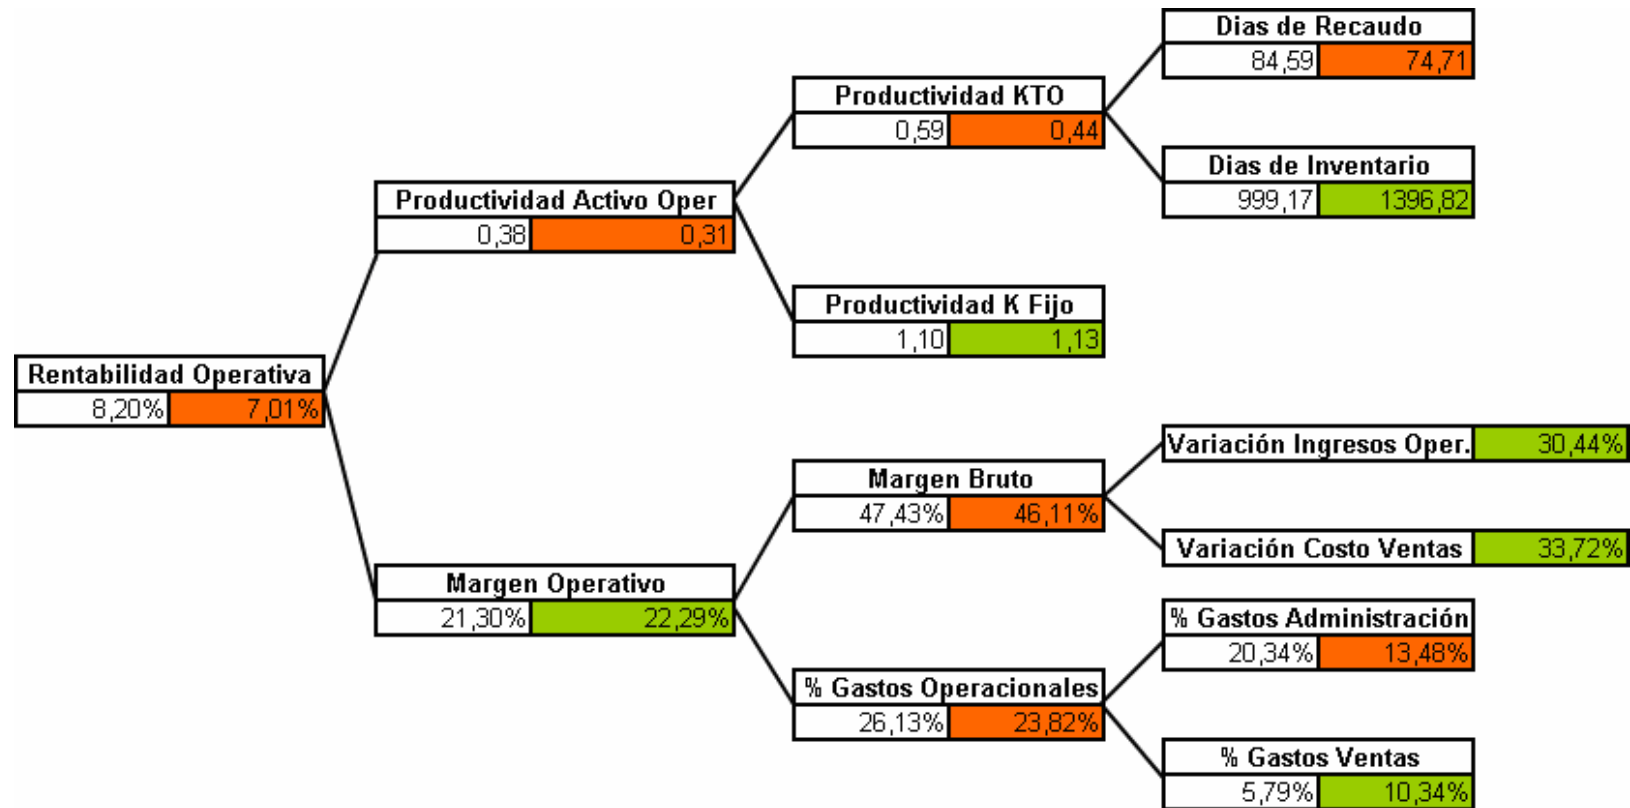 Dias de Recaudo
84,59 74,71
Productividad KTO
0,59 0,44
Dias de Inventario
999,17 1396,82
Productividad Activo Oper
0,38 0,31
Productividad K Fijo
1,10 1,13
Rentabilidad Operativa
8,20% 7,01%
Variación Ingresos Oper. 30,44%
Margen Bruto
47,43% 46,11%
Variación Costo Ventas 33,72%
Margen Operativo
21,30% 22,29%
% Gastos Administración
20,34% 13,48%
% Gastos Operacionales
26,13% 23,82%
% Gastos Ventas
5,79% 10,34%